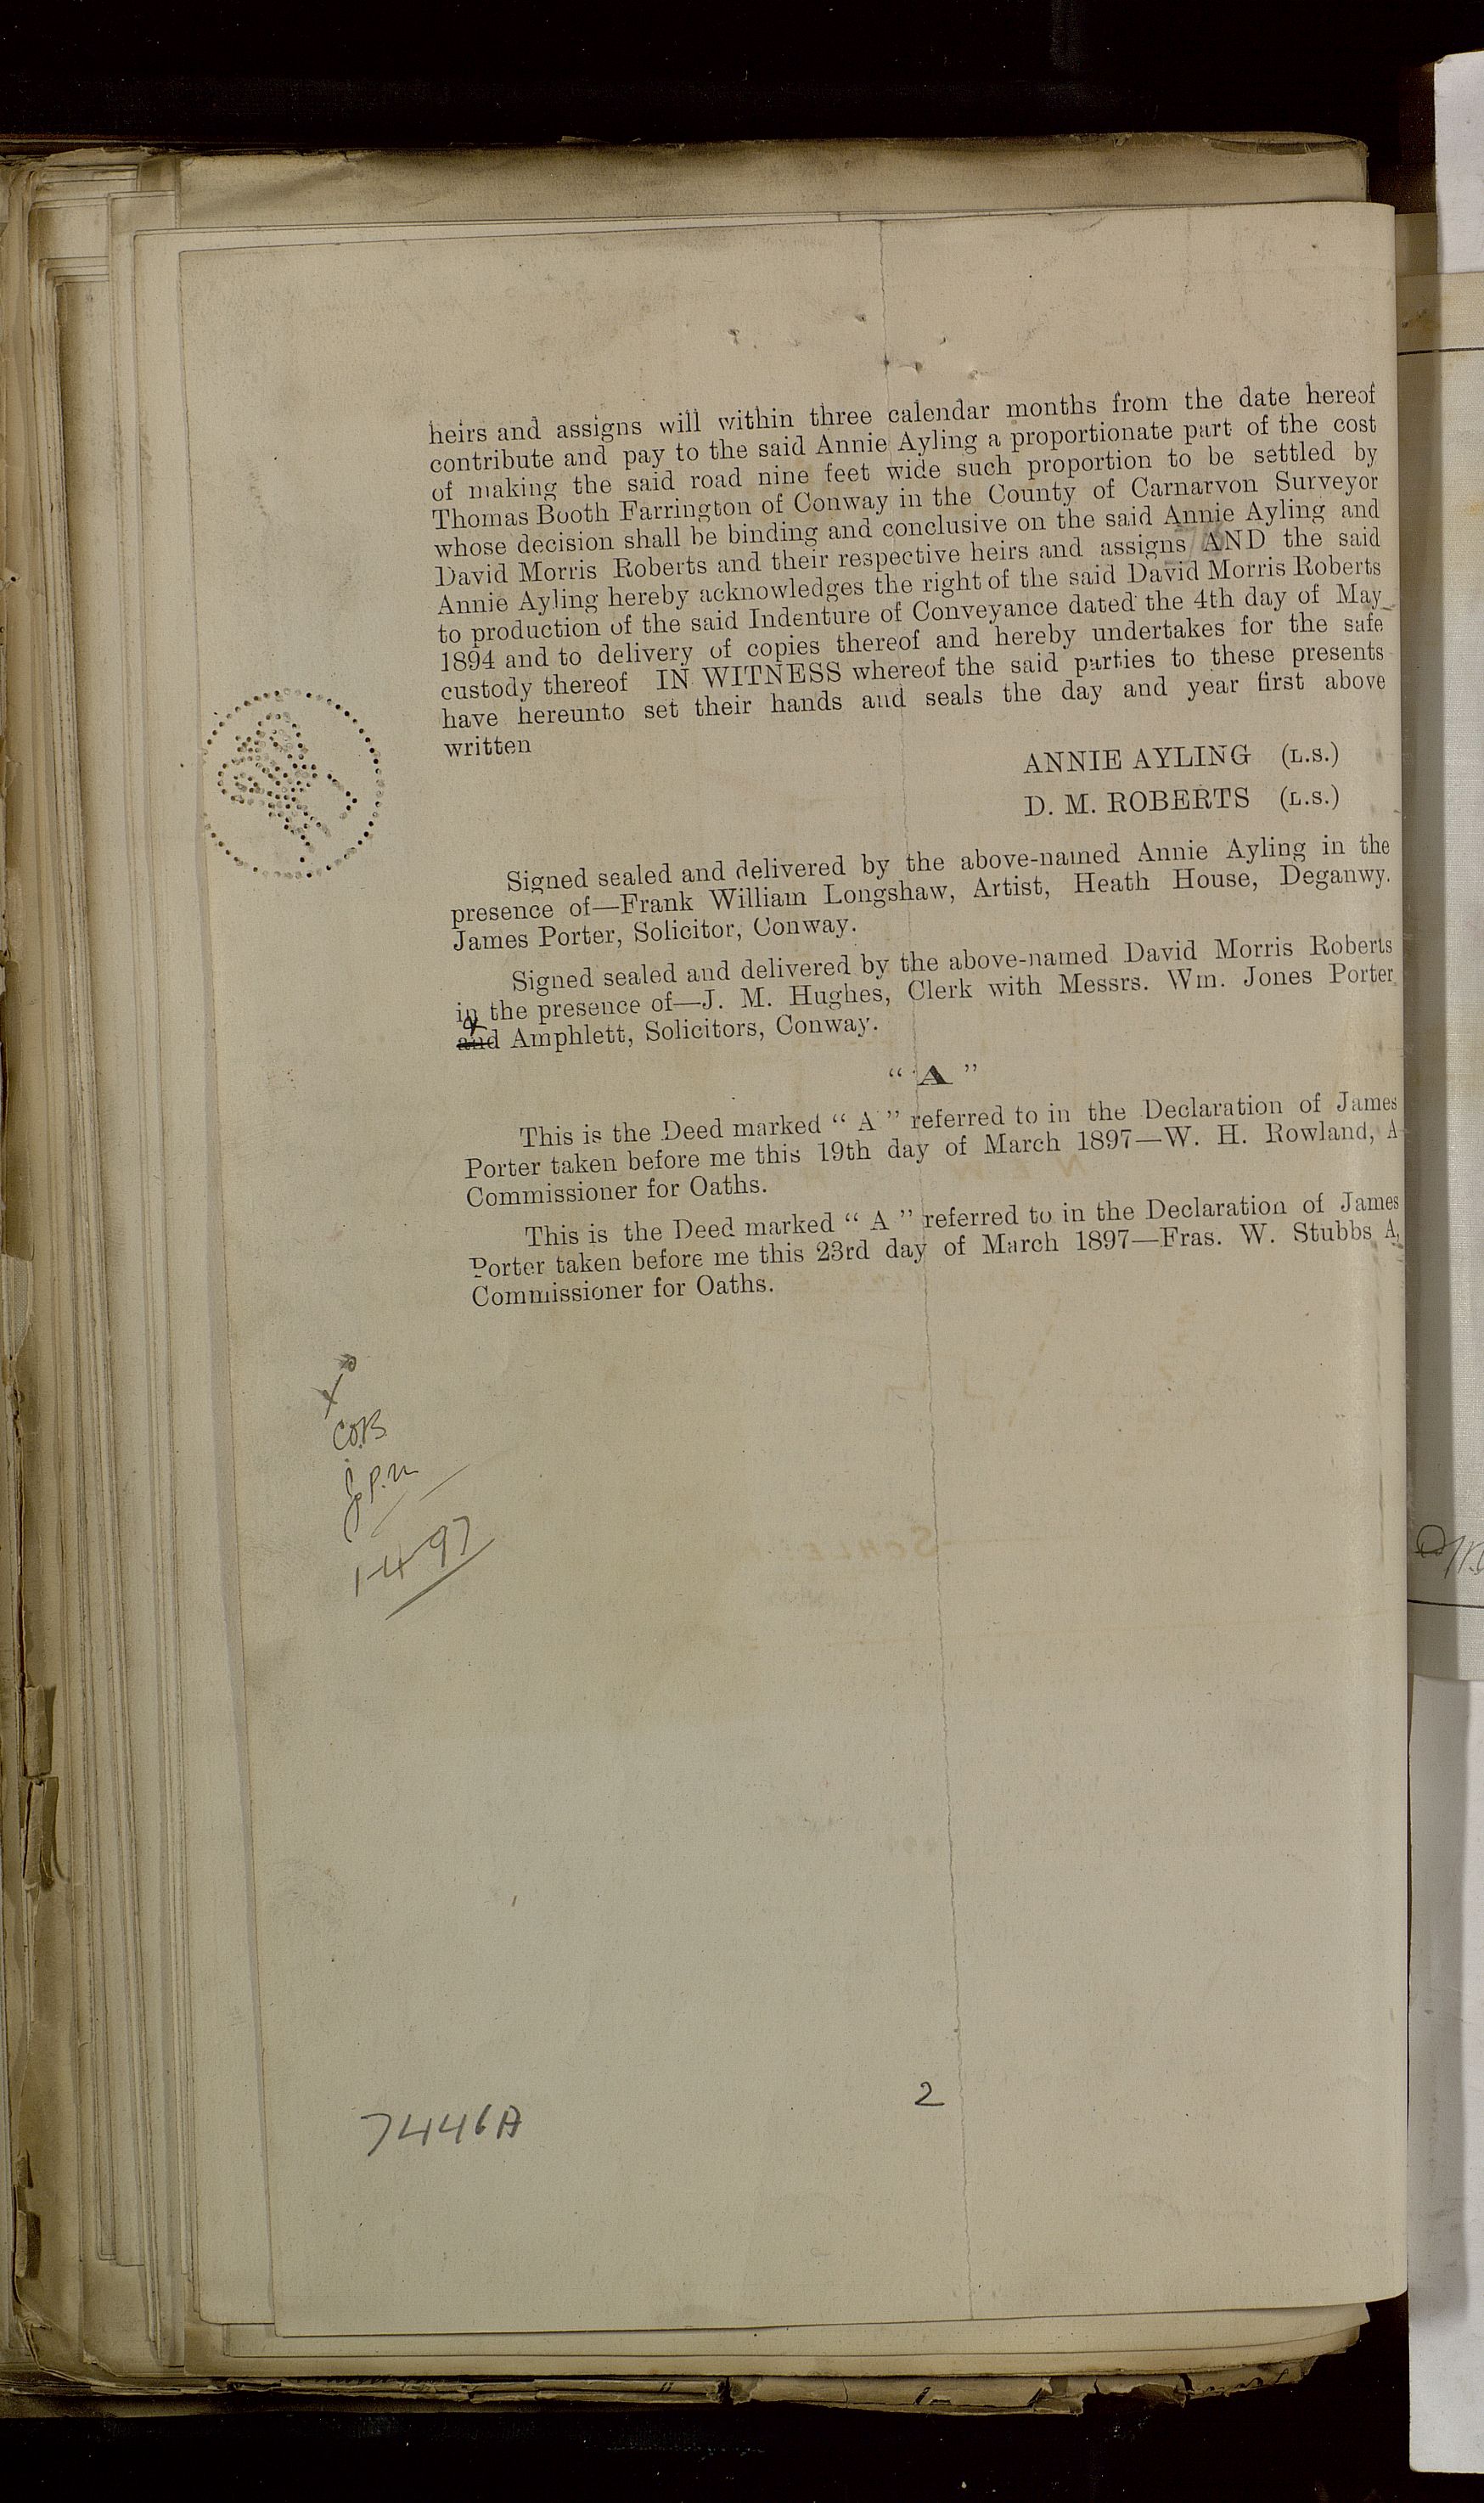 heirs and assigns will within three calendar months from the date hereof
contribute and pay to the said Annie Ayling a proportionate part of the cost
of making the said road nine feet wide such proportion to be settled by
Thomas Booth Farrington of Conway in the County of Carnarvon Surveyor
whose decision shall be binding and conclusive on the said Annie Ayling and
David Morris Roberts and their respective heirs and assigns AND the said
Annie Ayling hereby acknowledges the right of the said David Morris Roberts
to production of the said Indenture of Conveyance dated the 4th day of May
1894 and to delivery of copies thereof and hereby undertakes for the safe
custody thereof IN WITNESS whereof the said parties to these presents
have hereunto set their hands and seals the day and year first above
written
ANNIE AYLING (L.S.)
D. M. ROBERTS (L.S.)
Signed sealed and delivered by the above-named Annie Ayling in the
presence of—Frank William Longshaw, Artist, Heath House, Deganwy.
James Porter, Solicitor, Conway.
Signed sealed and delivered by the above-named David Morris Roberts
in the presence of—J. M. Hughes, Clerk with Messrs. Wm. Jones Porter
& and Amphlett, Solicitors, Conway.
" A "
This is the Deed marked " A " referred to in the Declaration of James
Porter taken before me this 19th day of March 1897—W. H. Rowland, A
Commissioner for Oaths.
This is the Deed marked " A " referred to in the Declaration of James
Porter taken before me this 23rd day of March 1897—Fras. W. Stubbs A
Commissioner for Oaths.
1-4-97
2
7446A